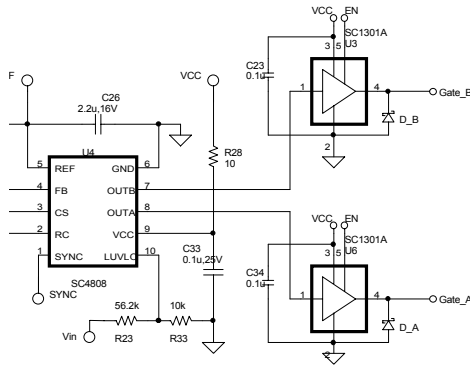 VCC EN
SC1301A
U3
3 5
C23
0.1u
1
4
Gate_B
D_B
2
F
C26
2.2u,16V
VCC
R28
10
U4
5 REF GND 6
4 FB OUTB 7
3 CS OUTA 8
2 RC VCC 9
1 SYNC LUVLO 10
SC4808
SYNC
C33
0.1u,25V
56.2k
10k
Vin
R23
R33
VCC EN
SC1301A
U6
3 5
C34
0.1u
1
4
Gate_A
D_A
2